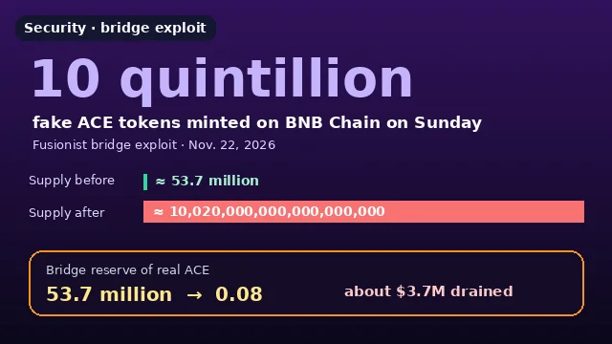 Security · bridge exploit
10 quintillion
fake ACE tokens minted on BNB Chain on Sunday
Fusionist bridge exploit · Nov. 22, 2026
Supply before ≈ 53.7 million
Supply after ≈ 10,020,000,000,000,000,000
Bridge reserve of real ACE
53.7 million → 0.08 about $3.7M drained